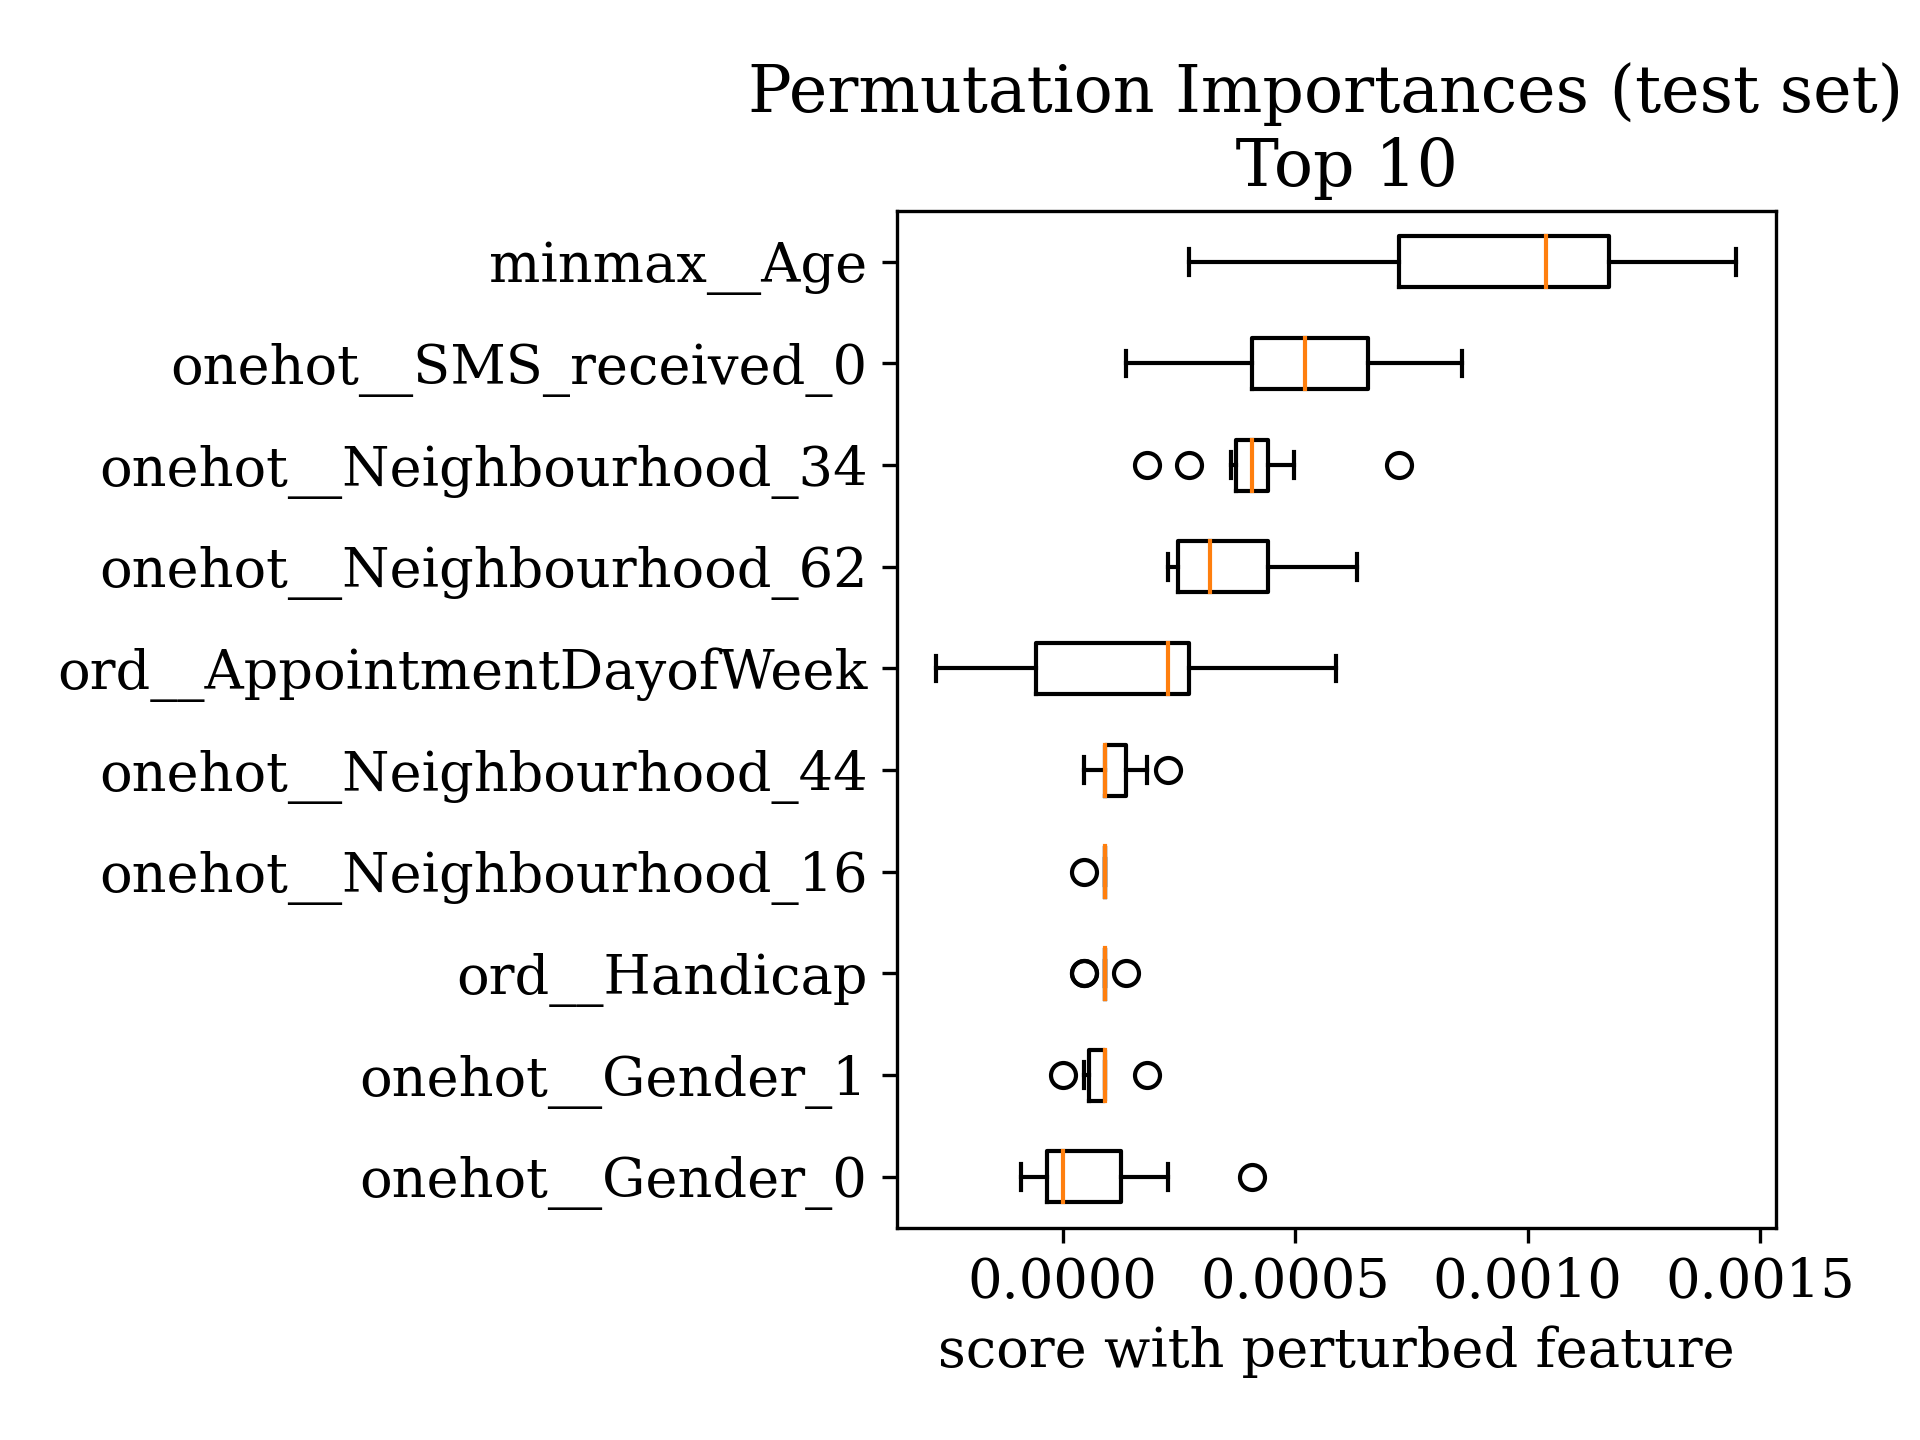 Permutation Importances (test set)
Top 10
minmax__Age
onehot__SMS_received_0
onehot__Neighbourhood_34
onehot__Neighbourhood_62
ord__AppointmentDayofWeek
onehot__Neighbourhood_44
onehot__Neighbourhood_16
ord__Handicap
onehot__Gender_1
onehot__Gender_0
0.0000 0.0005 0.0010 0.0015
score with perturbed feature